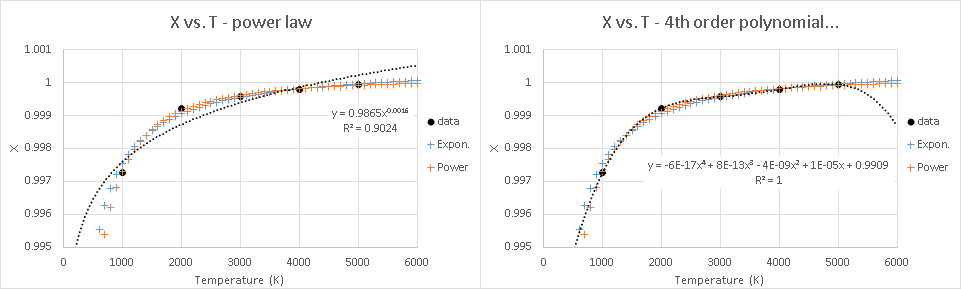 X vs. T - power law
1.001
1
0.999
0.998
0.997
0.996
0.995
X
0
1000
2000
3000
4000
5000
6000
Temperature (K)
y = 0.9865x^0.0016
R² = 0.9024
data
Expon.
Power
X vs. T - 4th order polynomial...
1.001
1
0.999
0.998
0.997
0.996
0.995
X
0
1000
2000
3000
4000
5000
6000
Temperature (K)
y = -6E-17x⁴ + 8E-13x³ - 4E-09x² + 1E-05x + 0.9909
R² = 1
data
Expon.
Power